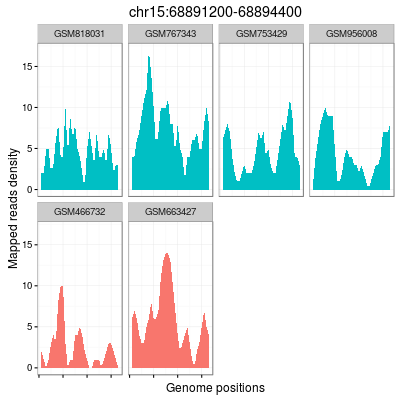 chr15:68891200-68894400
GSM818031 GSM767343 GSM753429 GSM956008
15
10
5
0
GSM466732 GSM663427
15
10
5
0
Mapped reads density
Genome positions